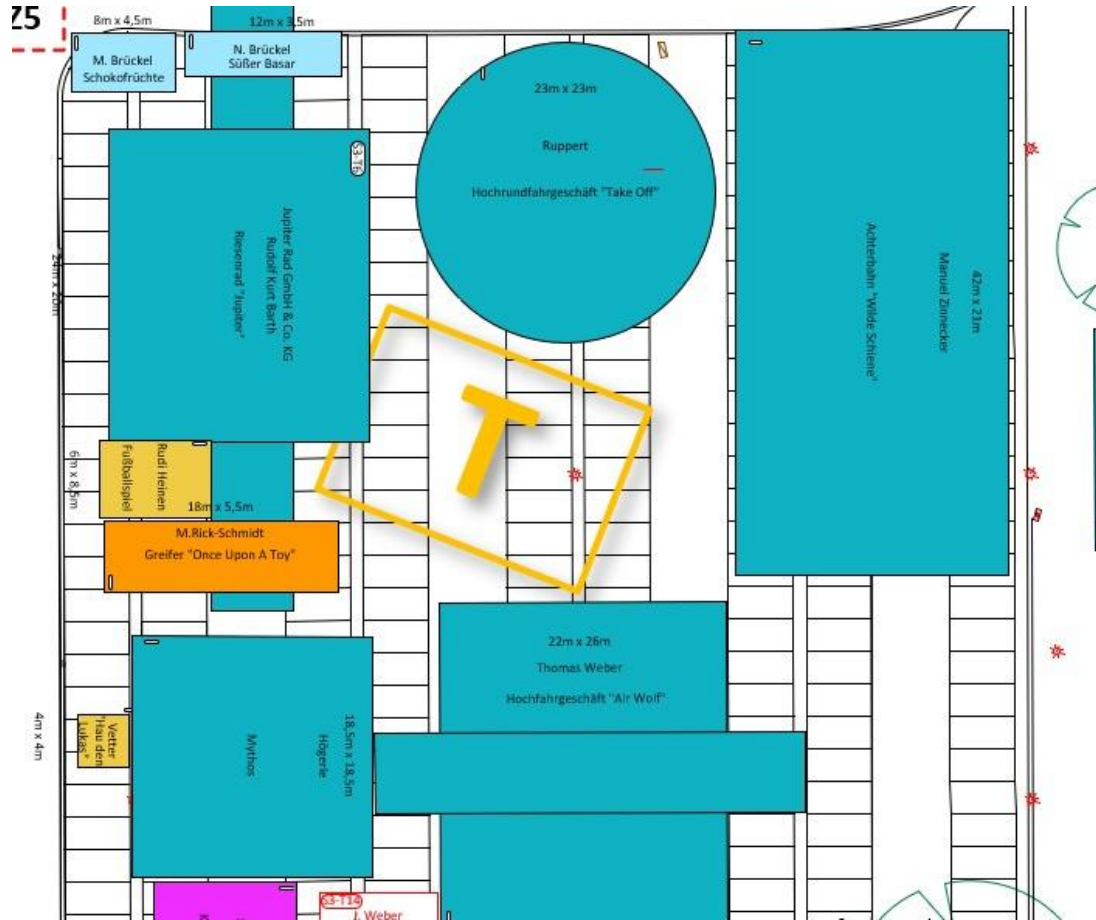 Z5
8m x 4,5m
12m x 3,5m
M. Brückel
Schokofrüchte
N. Brückel
Süßer Basar
23m x 23m
Ruppert
Hochrundfahrgeschäft "Take Off"
S3-T6
Jupiter Rad GmbH & Co. KG
Rudolf Kurt Barth
Riesenrad "Jupiter"
24m x 20m
42m x 21m
Manuel Zinnecker
Achterbahn "Wilde Schiene"
T
6m x 8,5m
Rudi Heinen
Fußballspiel
18m x 5,5m
M.Rick-Schmidt
Greifer "Once Upon A Toy"
22m x 26m
Thomas Weber
Hochfahrgeschäft "Air Wolf"
4m x 4m
Vetter
"Hau den
Lukas"
18,5m x 18,5m
Högerle
Mythos
S3-T14
J. Weber